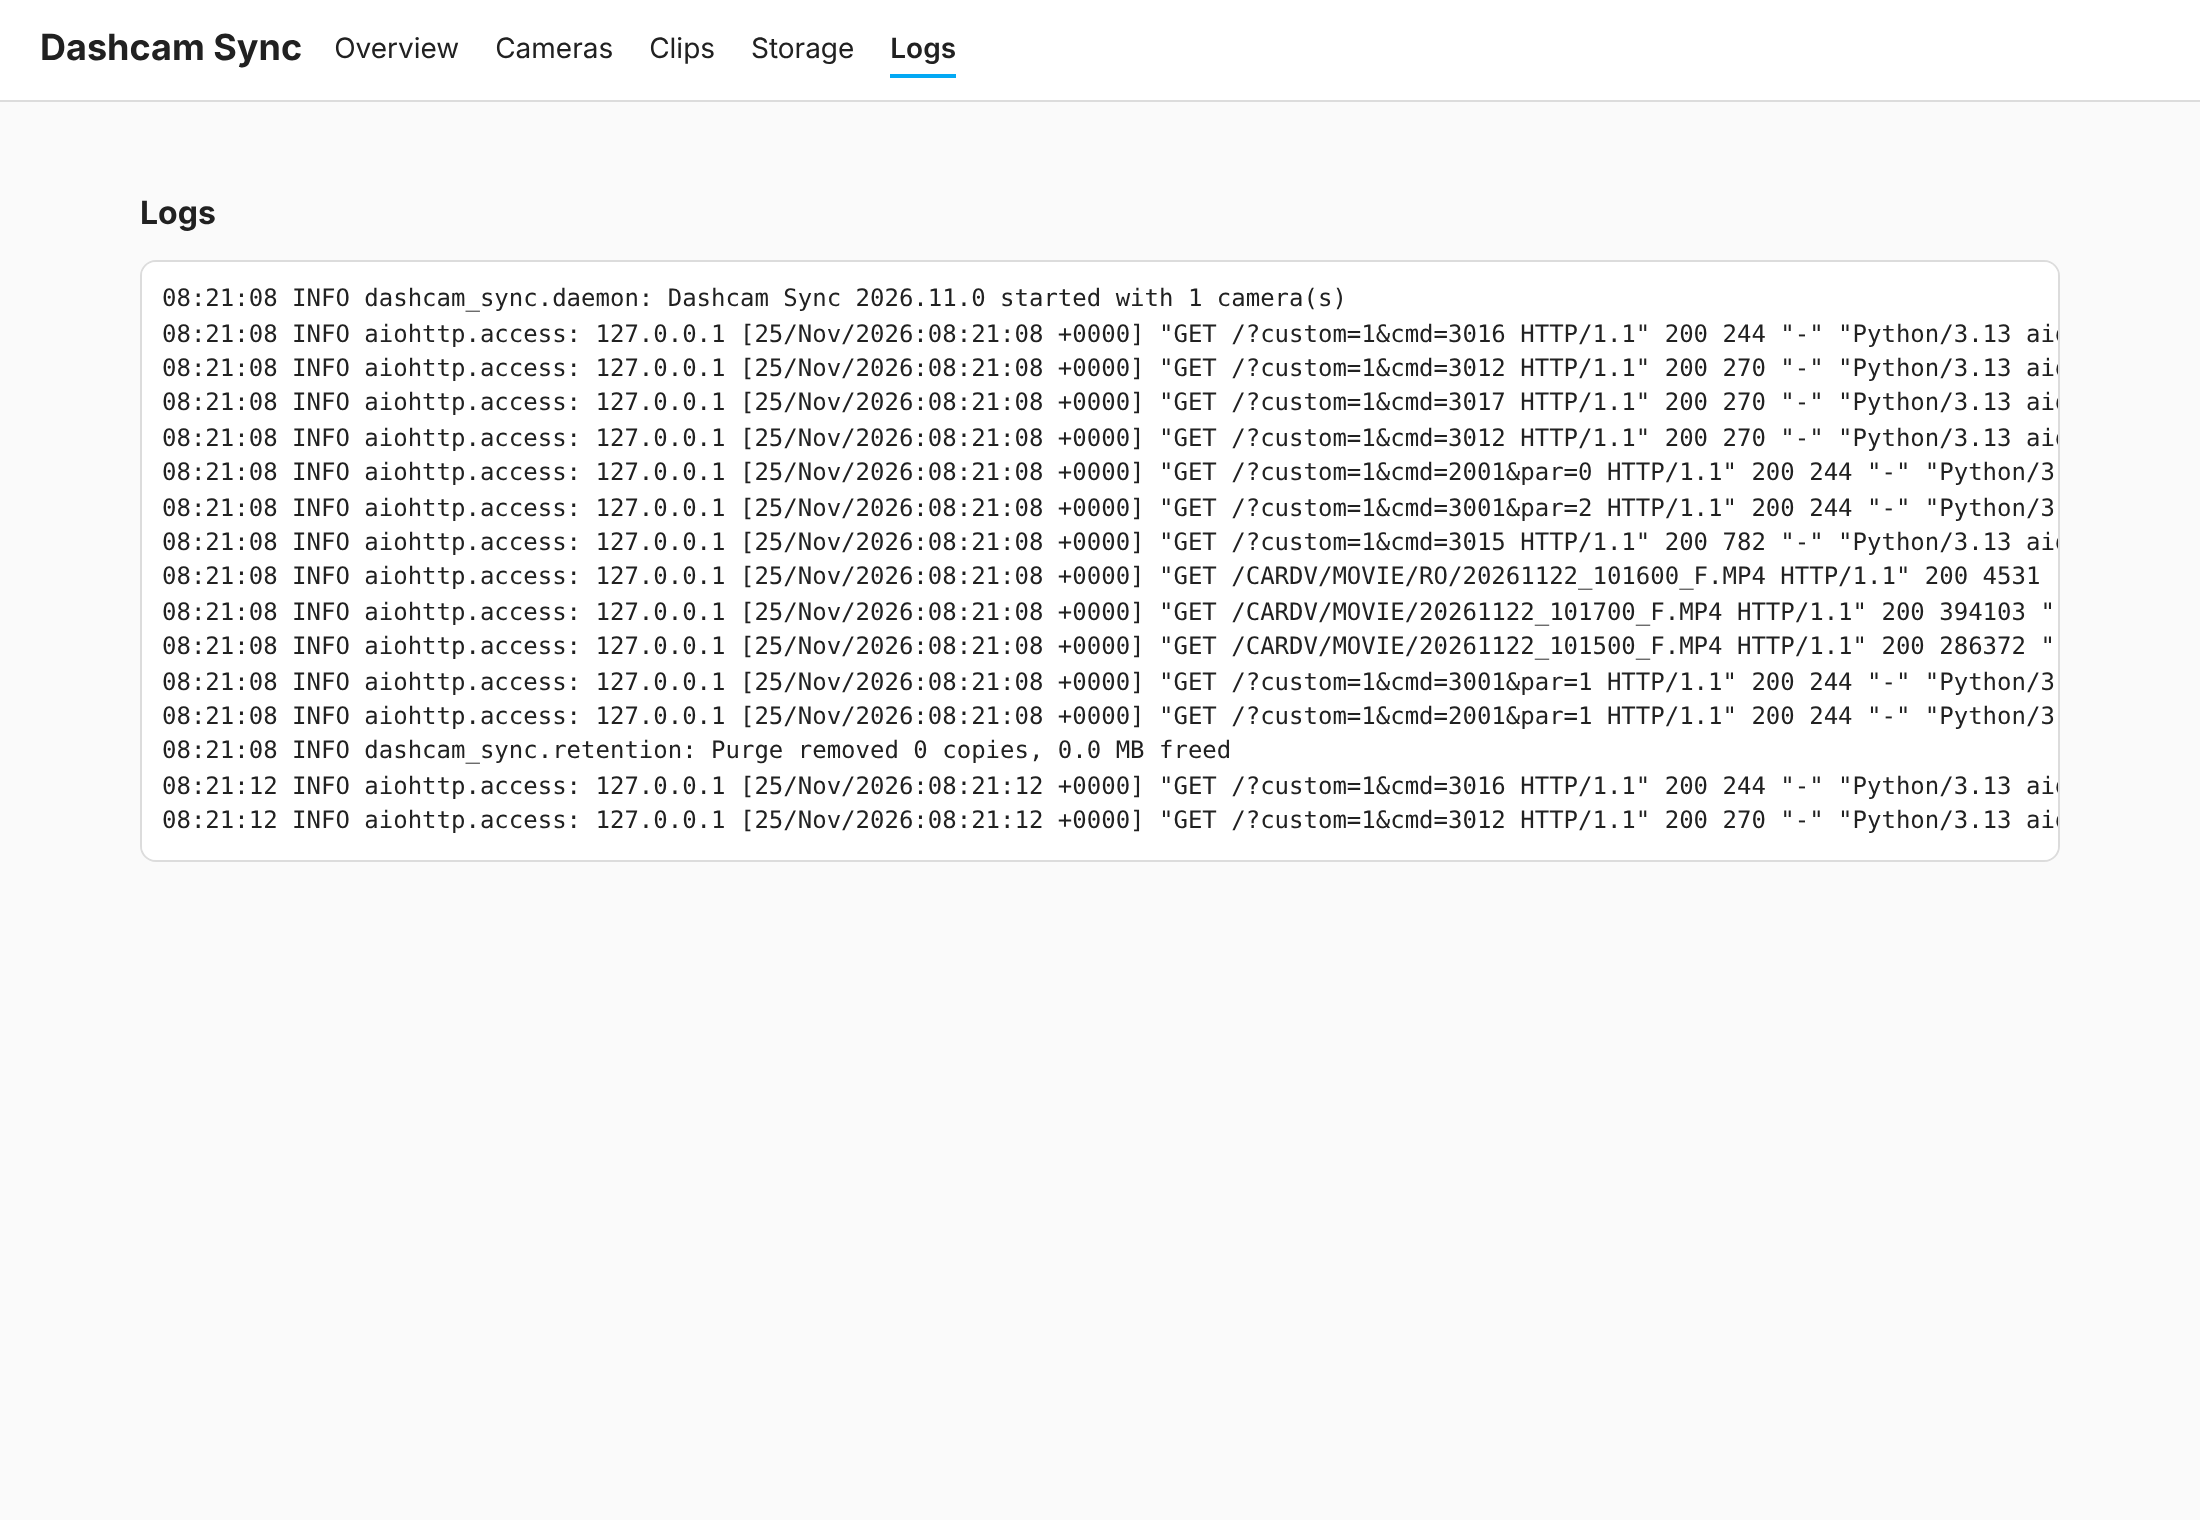 Dashcam Sync Overview Cameras Clips Storage Logs
Logs
08:21:08 INFO dashcam_sync.daemon: Dashcam Sync 2026.11.0 started with 1 camera(s)
08:21:08 INFO aiohttp.access: 127.0.0.1 [25/Nov/2026:08:21:08 +0000] "GET /?custom=1&cmd=3016 HTTP/1.1" 200 244 "-" "Python/3.13
08:21:08 INFO aiohttp.access: 127.0.0.1 [25/Nov/2026:08:21:08 +0000] "GET /?custom=1&cmd=3012 HTTP/1.1" 200 270 "-" "Python/3.13
08:21:08 INFO aiohttp.access: 127.0.0.1 [25/Nov/2026:08:21:08 +0000] "GET /?custom=1&cmd=3017 HTTP/1.1" 200 270 "-" "Python/3.13
08:21:08 INFO aiohttp.access: 127.0.0.1 [25/Nov/2026:08:21:08 +0000] "GET /?custom=1&cmd=3012 HTTP/1.1" 200 270 "-" "Python/3.13
08:21:08 INFO aiohttp.access: 127.0.0.1 [25/Nov/2026:08:21:08 +0000] "GET /?custom=1&cmd=2001&par=0 HTTP/1.1" 200 244 "-" "Python/3
08:21:08 INFO aiohttp.access: 127.0.0.1 [25/Nov/2026:08:21:08 +0000] "GET /?custom=1&cmd=3001&par=2 HTTP/1.1" 200 244 "-" "Python/3
08:21:08 INFO aiohttp.access: 127.0.0.1 [25/Nov/2026:08:21:08 +0000] "GET /?custom=1&cmd=3015 HTTP/1.1" 200 782 "-" "Python/3.13
08:21:08 INFO aiohttp.access: 127.0.0.1 [25/Nov/2026:08:21:08 +0000] "GET /CARDV/MOVIE/RO/20261122_101600_F.MP4 HTTP/1.1" 200 4531
08:21:08 INFO aiohttp.access: 127.0.0.1 [25/Nov/2026:08:21:08 +0000] "GET /CARDV/MOVIE/20261122_101700_F.MP4 HTTP/1.1" 200 394103 "
08:21:08 INFO aiohttp.access: 127.0.0.1 [25/Nov/2026:08:21:08 +0000] "GET /CARDV/MOVIE/20261122_101500_F.MP4 HTTP/1.1" 200 286372 "
08:21:08 INFO aiohttp.access: 127.0.0.1 [25/Nov/2026:08:21:08 +0000] "GET /?custom=1&cmd=3001&par=1 HTTP/1.1" 200 244 "-" "Python/3
08:21:08 INFO aiohttp.access: 127.0.0.1 [25/Nov/2026:08:21:08 +0000] "GET /?custom=1&cmd=2001&par=1 HTTP/1.1" 200 244 "-" "Python/3
08:21:08 INFO dashcam_sync.retention: Purge removed 0 copies, 0.0 MB freed
08:21:12 INFO aiohttp.access: 127.0.0.1 [25/Nov/2026:08:21:12 +0000] "GET /?custom=1&cmd=3016 HTTP/1.1" 200 244 "-" "Python/3.13
08:21:12 INFO aiohttp.access: 127.0.0.1 [25/Nov/2026:08:21:12 +0000] "GET /?custom=1&cmd=3012 HTTP/1.1" 200 270 "-" "Python/3.13